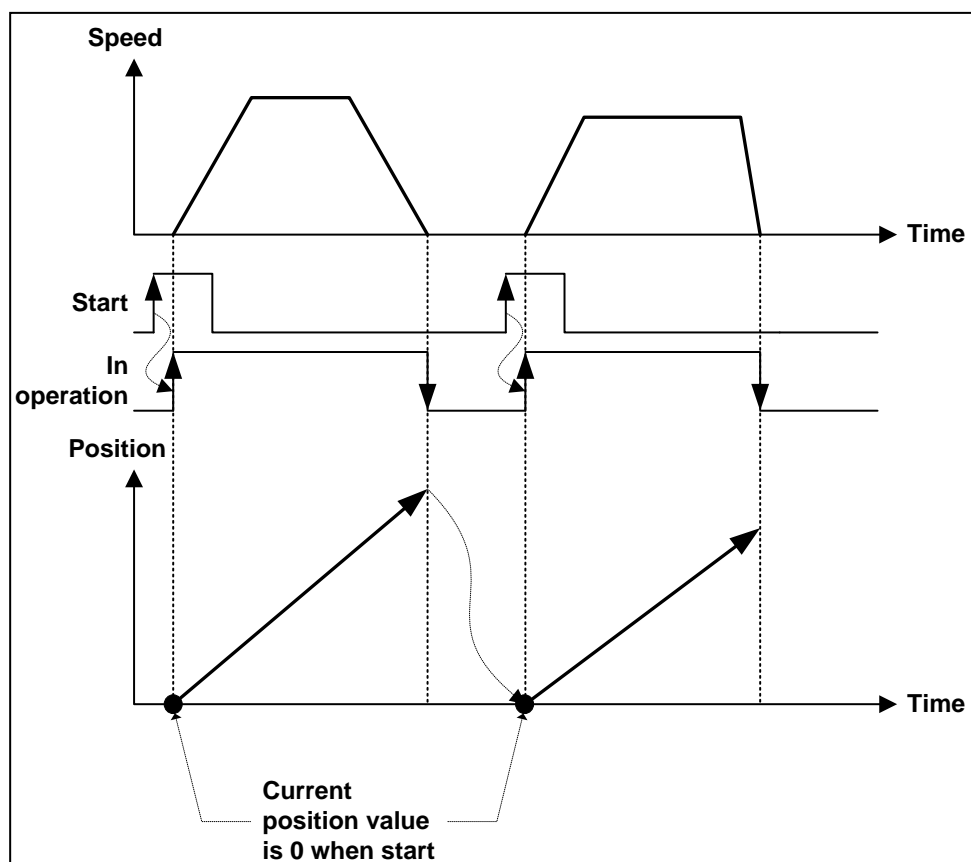 Speed
Time
Start
In
operation
Position
Time
Current
position value
is 0 when start